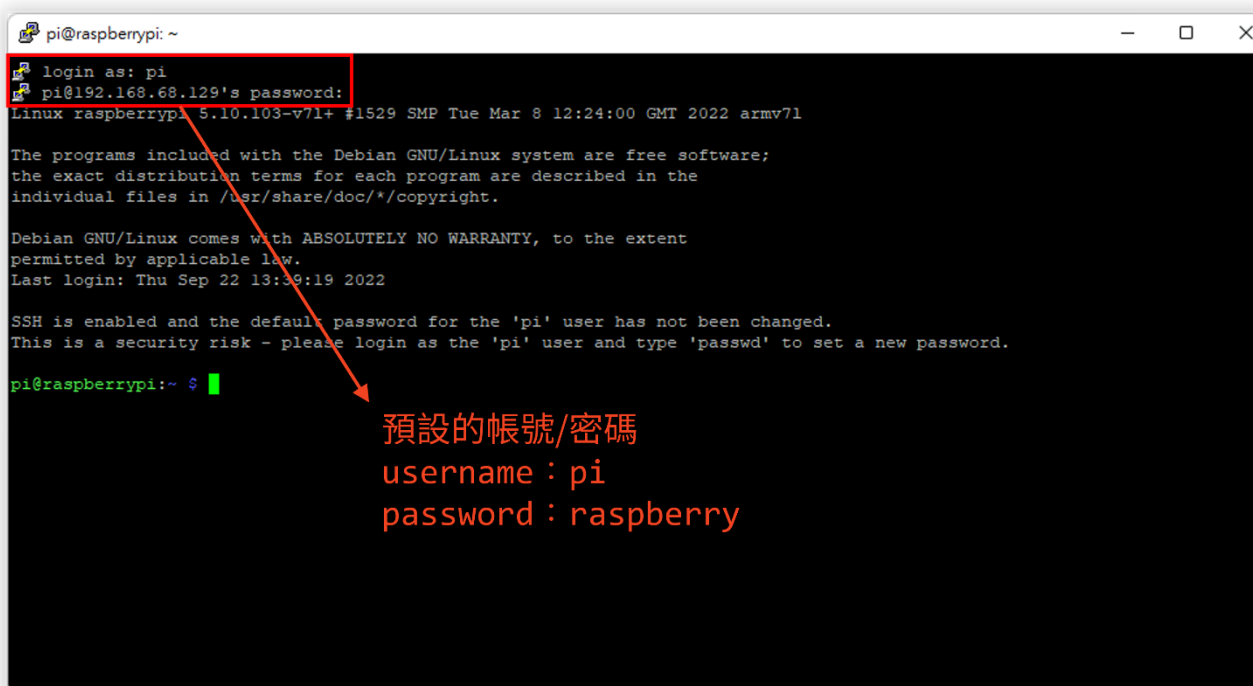 pi@raspberrypi: ~
login as: pi
pi@192.168.68.129's password:
Linux raspberrypi 5.10.103-v7l+ #1529 SMP Tue Mar 8 12:24:00 GMT 2022 armv7l
The programs included with the Debian GNU/Linux system are free software;
the exact distribution terms for each program are described in the
individual files in /usr/share/doc/*/copyright.
Debian GNU/Linux comes with ABSOLUTELY NO WARRANTY, to the extent
permitted by applicable law.
Last login: Thu Sep 22 13:39:19 2022
SSH is enabled and the default password for the 'pi' user has not been changed.
This is a security risk - please login as the 'pi' user and type 'passwd' to set a new password.
pi@raspberrypi:~ $
預設的帳號/密碼
username：pi
password：raspberry